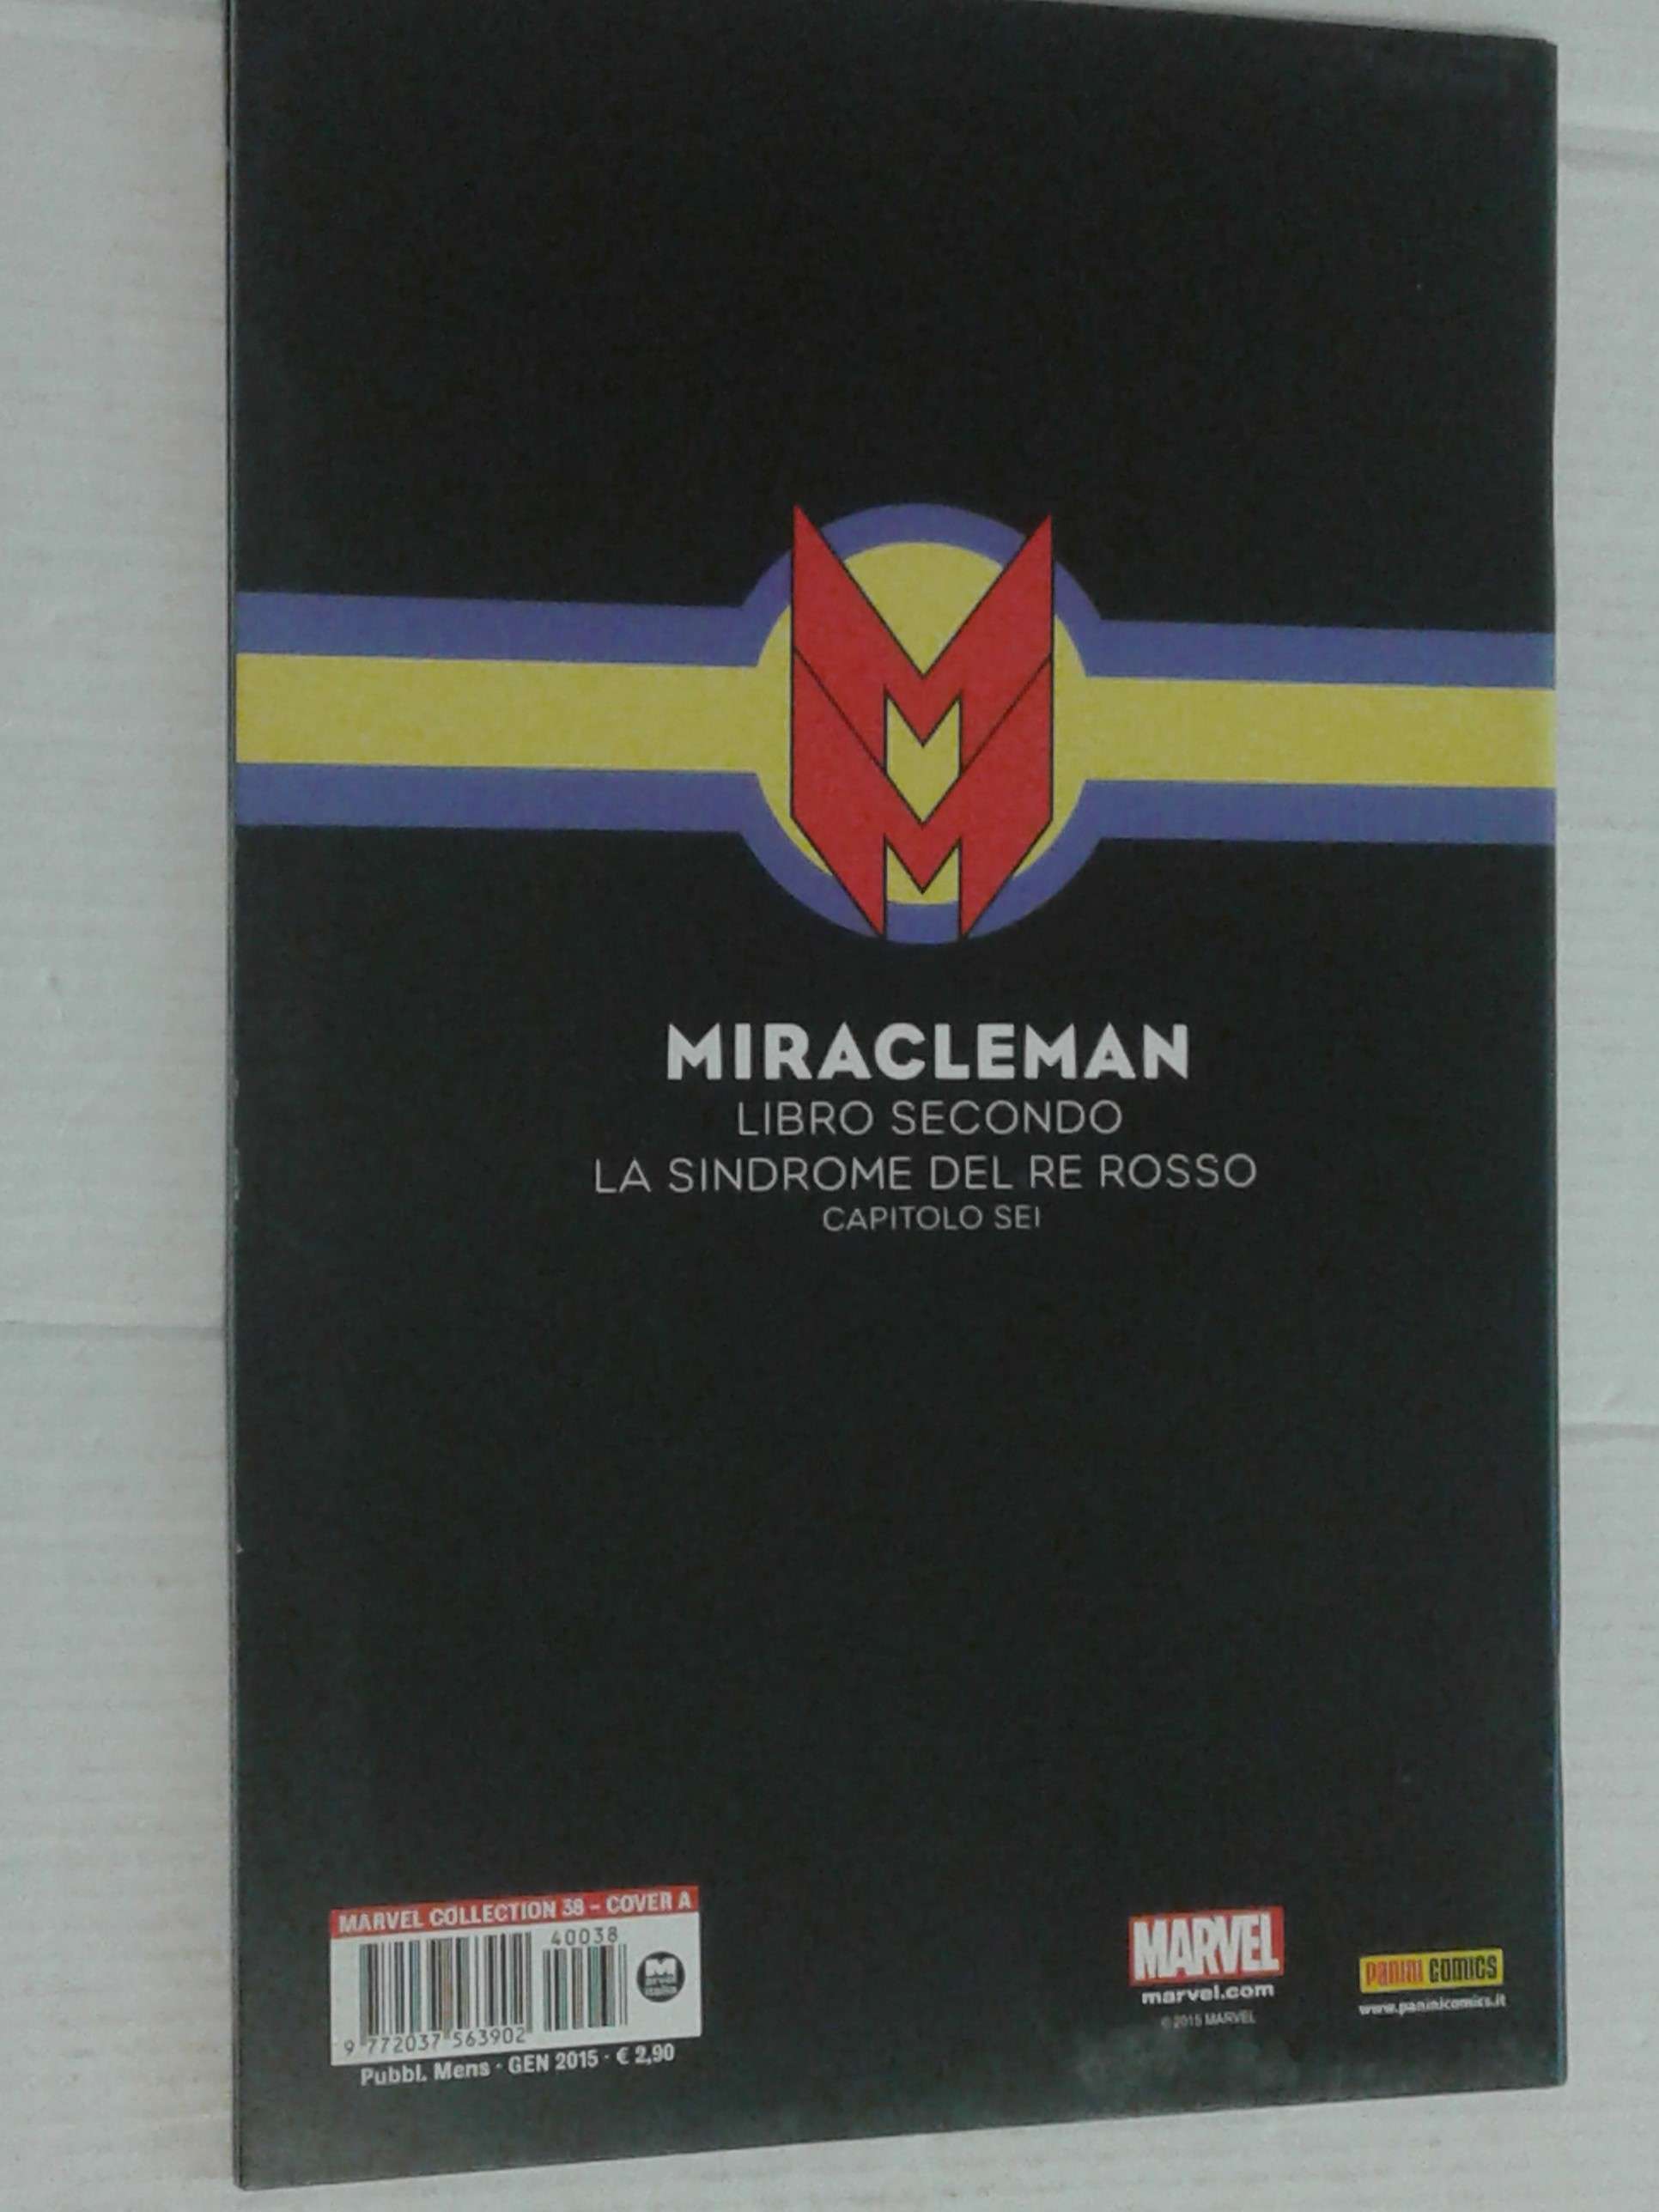 MIRACLEMAN
LIBRO SECONDO
LA SINDROME DEL RE ROSSO
CAPITOLO SEI
MARVEL COLLECTION 38 - COVER A
40038
9 772037 563902
Pubbl. Mens · GEN 2015 · € 2,90
MARVEL
marvel.com
© 2015 MARVEL
PANINI COMICS
www.paninicomics.it